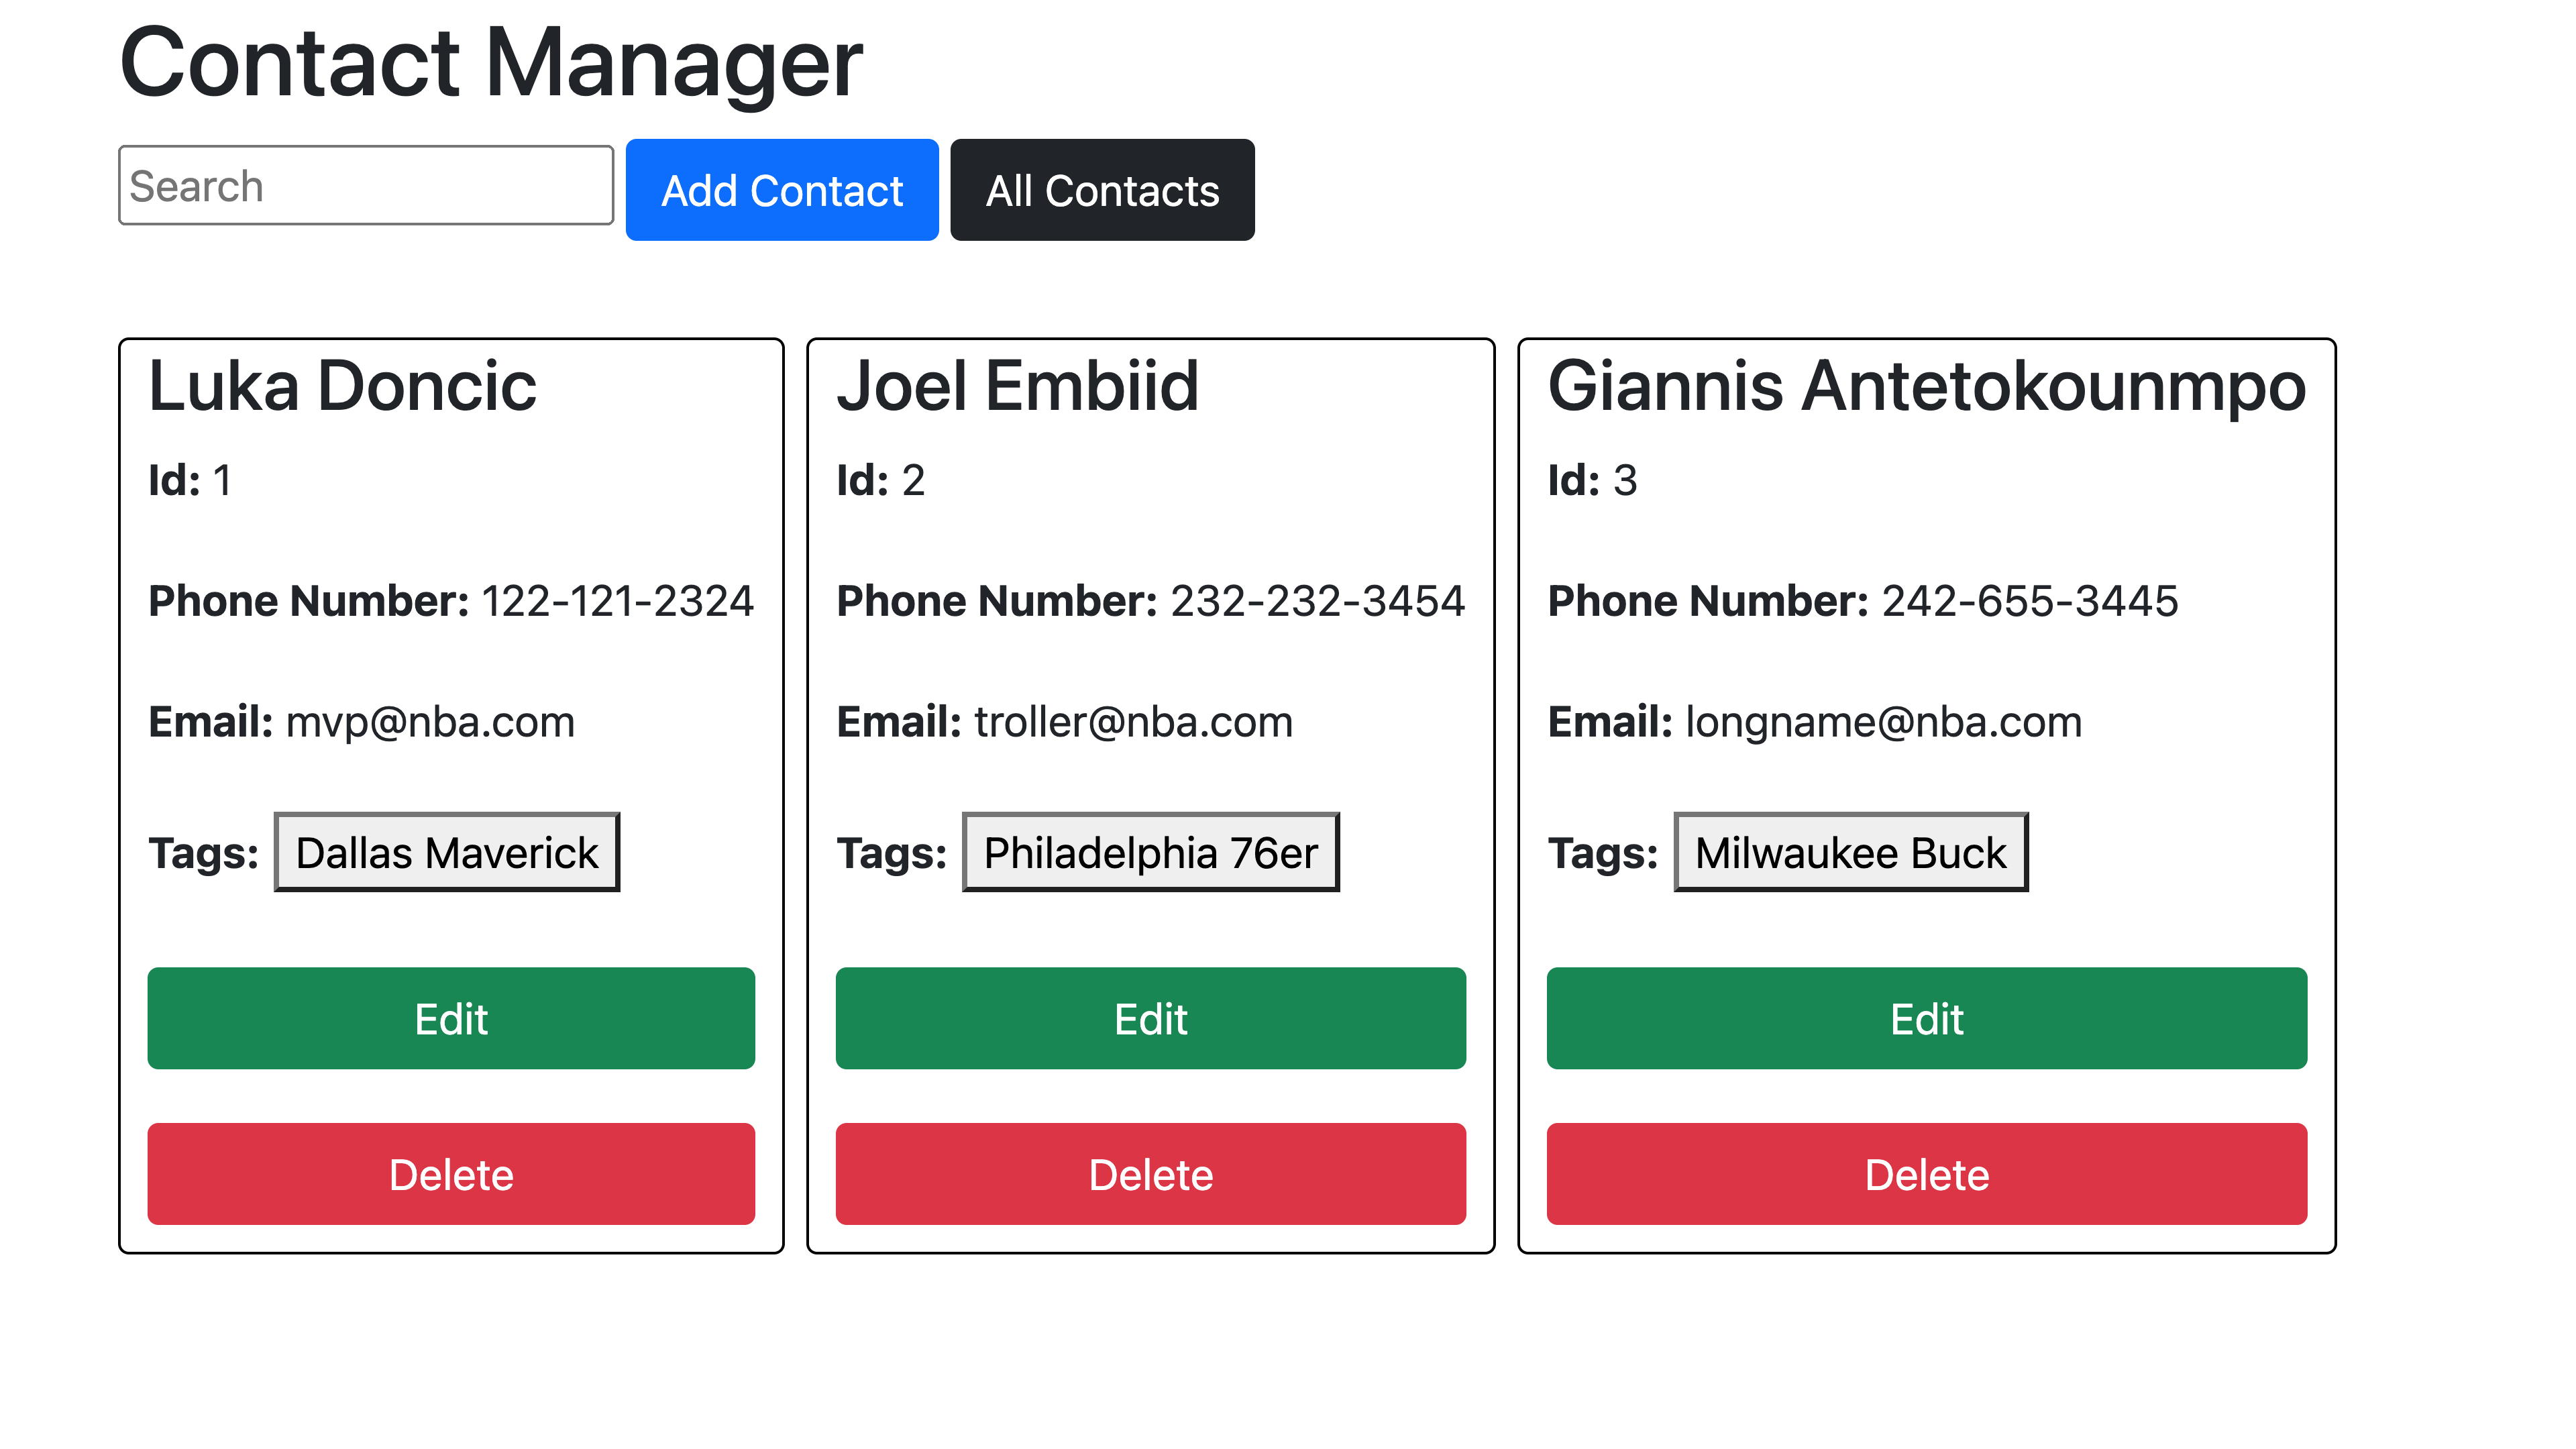 Contact Manager
Search
Add Contact
All Contacts
Luka Doncic
Id: 1
Phone Number: 122-121-2324
Email: mvp@nba.com
Tags: Dallas Maverick
Edit
Delete
Joel Embiid
Id: 2
Phone Number: 232-232-3454
Email: troller@nba.com
Tags: Philadelphia 76er
Edit
Delete
Giannis Antetokounmpo
Id: 3
Phone Number: 242-655-3445
Email: longname@nba.com
Tags: Milwaukee Buck
Edit
Delete